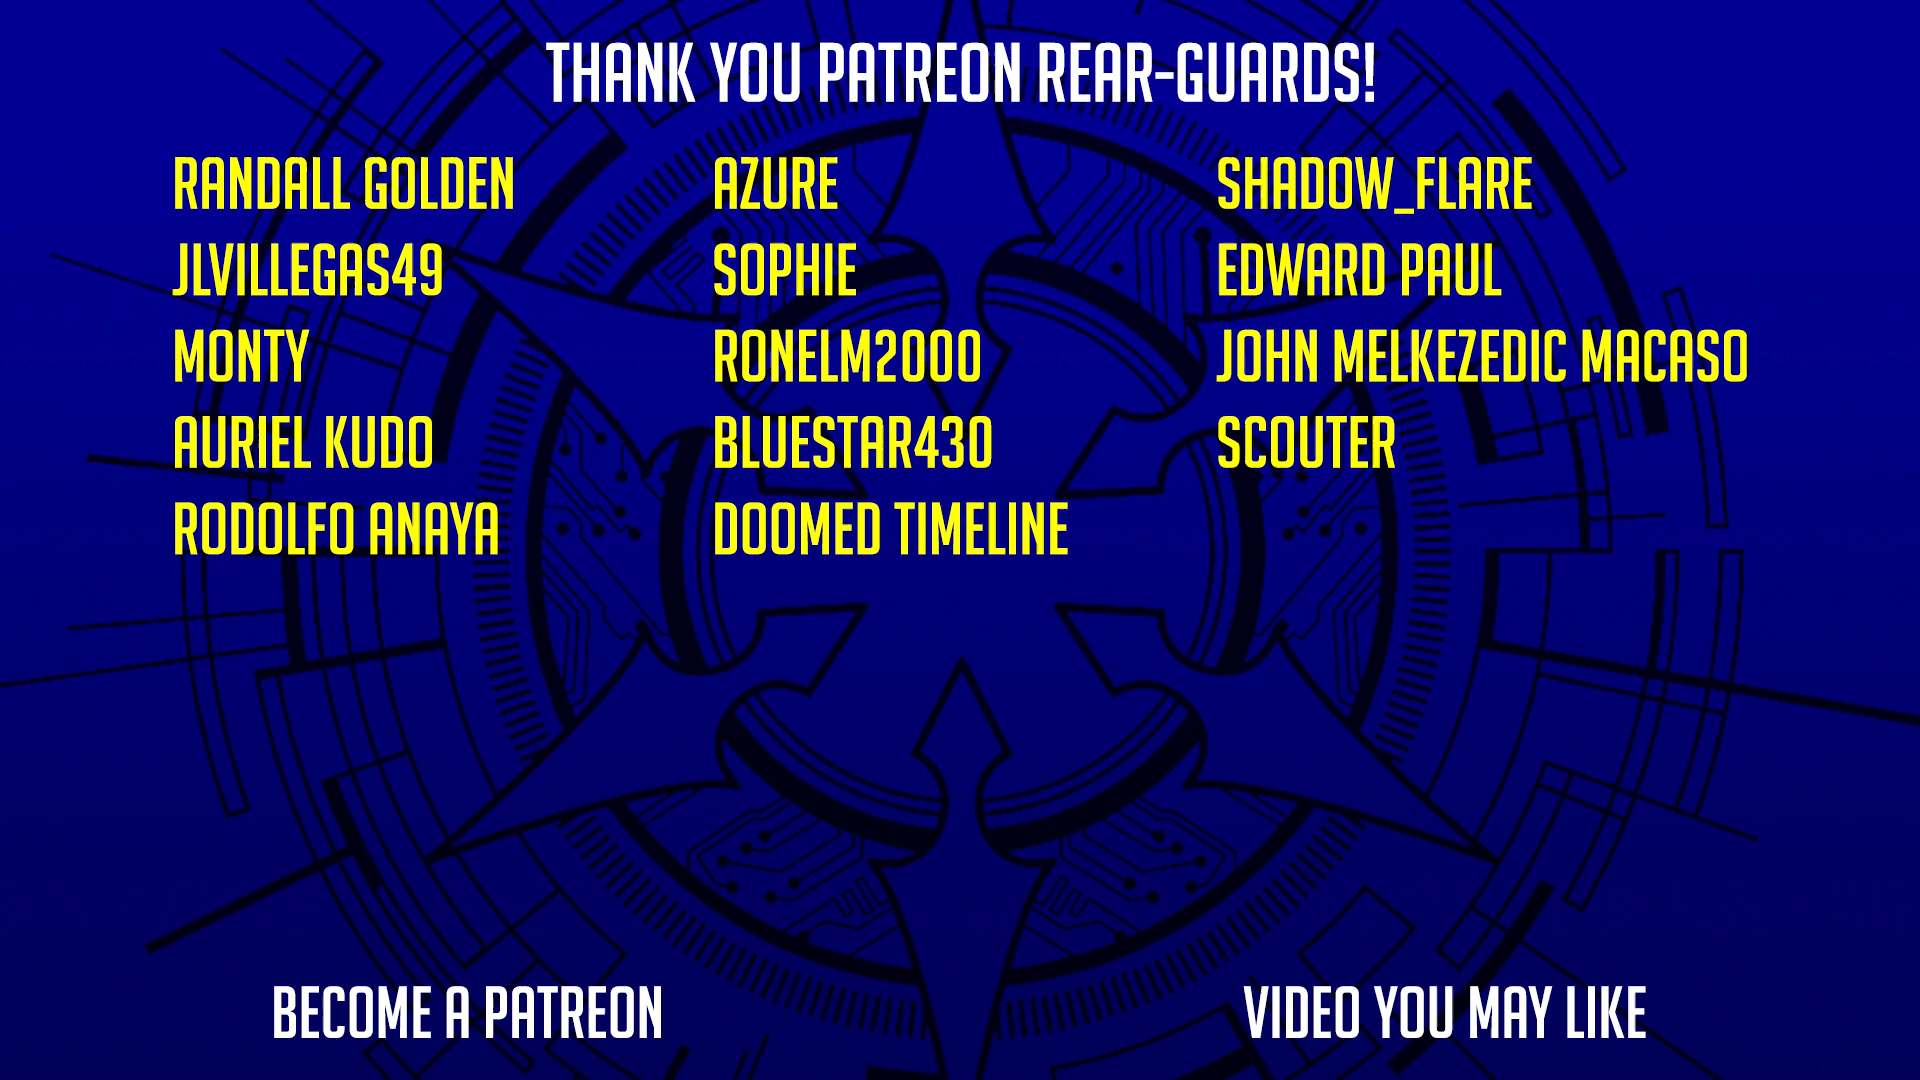 THANK YOU PATREON REAR-GUARDS!
RANDALL GOLDEN
JLVILLEGAS49
MONTY
AURIEL KUDO
RODOLFO ANAYA
AZURE
SOPHIE
RONELM2000
BLUESTAR430
DOOMED TIMELINE
SHADOW_FLARE
EDWARD PAUL
JOHN MELKEZEDIC MACASO
SCOUTER
BECOME A PATREON
VIDEO YOU MAY LIKE